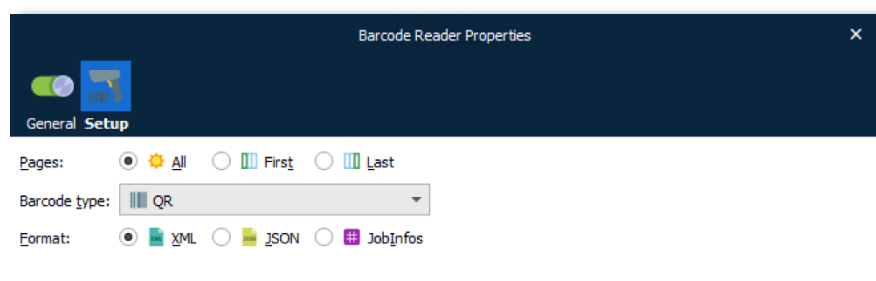 Barcode Reader Properties
General Setup
Pages: All First Last
Barcode type: QR
Format: XML JSON JobInfos